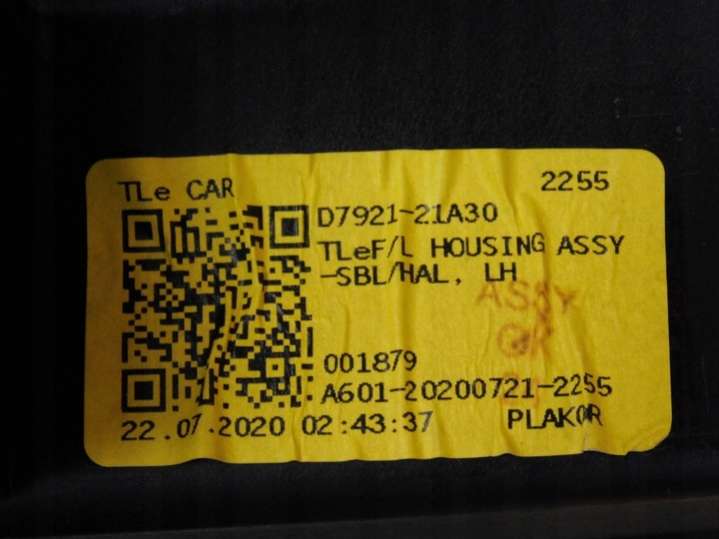 TLe CAR 2255
D7921-21A30
TLeF/L HOUSING ASSY
-SBL/HAL, LH
ASSY
OK
001879
A601-20200721-2255
22.07.2020 02:43:37 PLAKOR